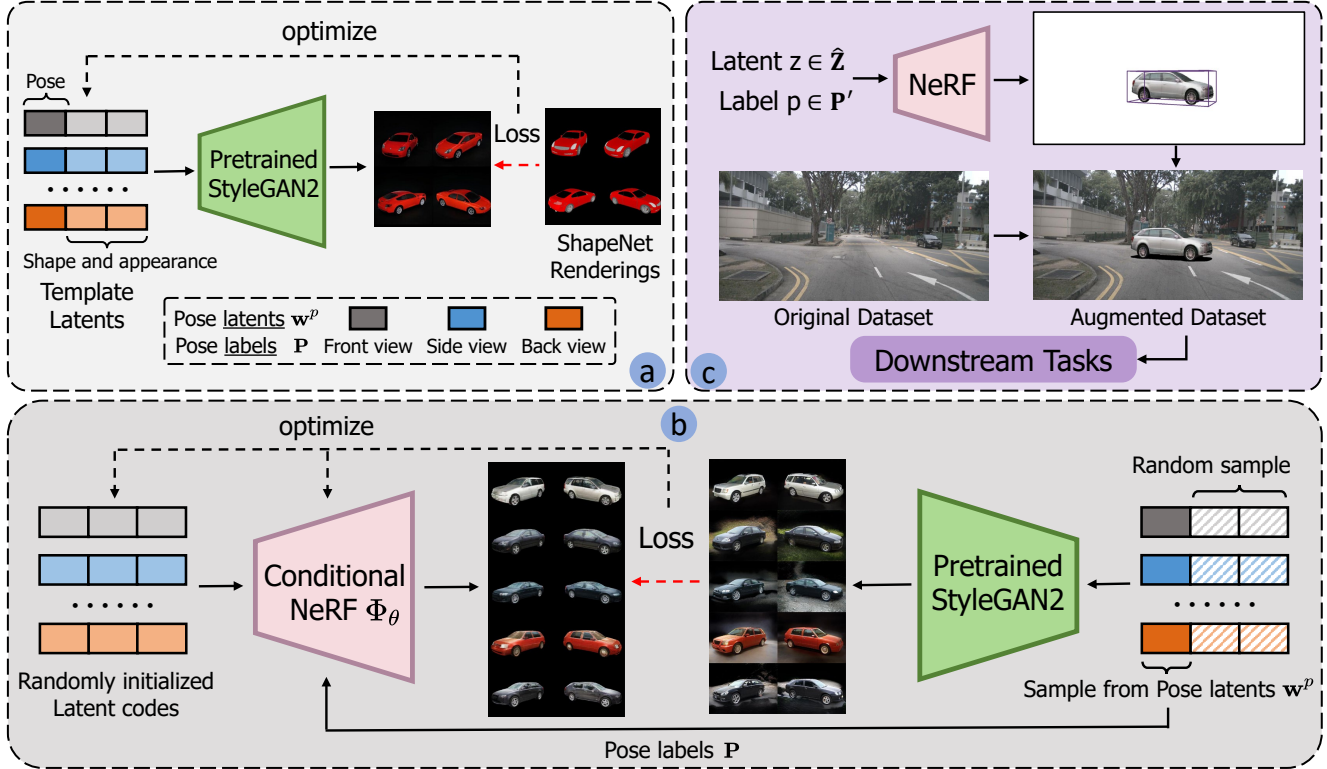 optimize
Pose
Pretrained
StyleGAN2
Loss
· · · · · ·
Shape and appearance
Template
Latents
ShapeNet
Renderings
Pose latents w^p
Pose labels P
Front view
Side view
Back view
a
Latent z ∈ Ẑ
Label p ∈ P′
NeRF
Original Dataset
Augmented Dataset
Downstream Tasks
c
b
optimize
Random sample
Loss
Conditional
NeRF Φ_θ
Pretrained
StyleGAN2
· · · · · ·
· · · · · ·
Randomly initialized
Latent codes
Sample from Pose latents w^p
Pose labels P